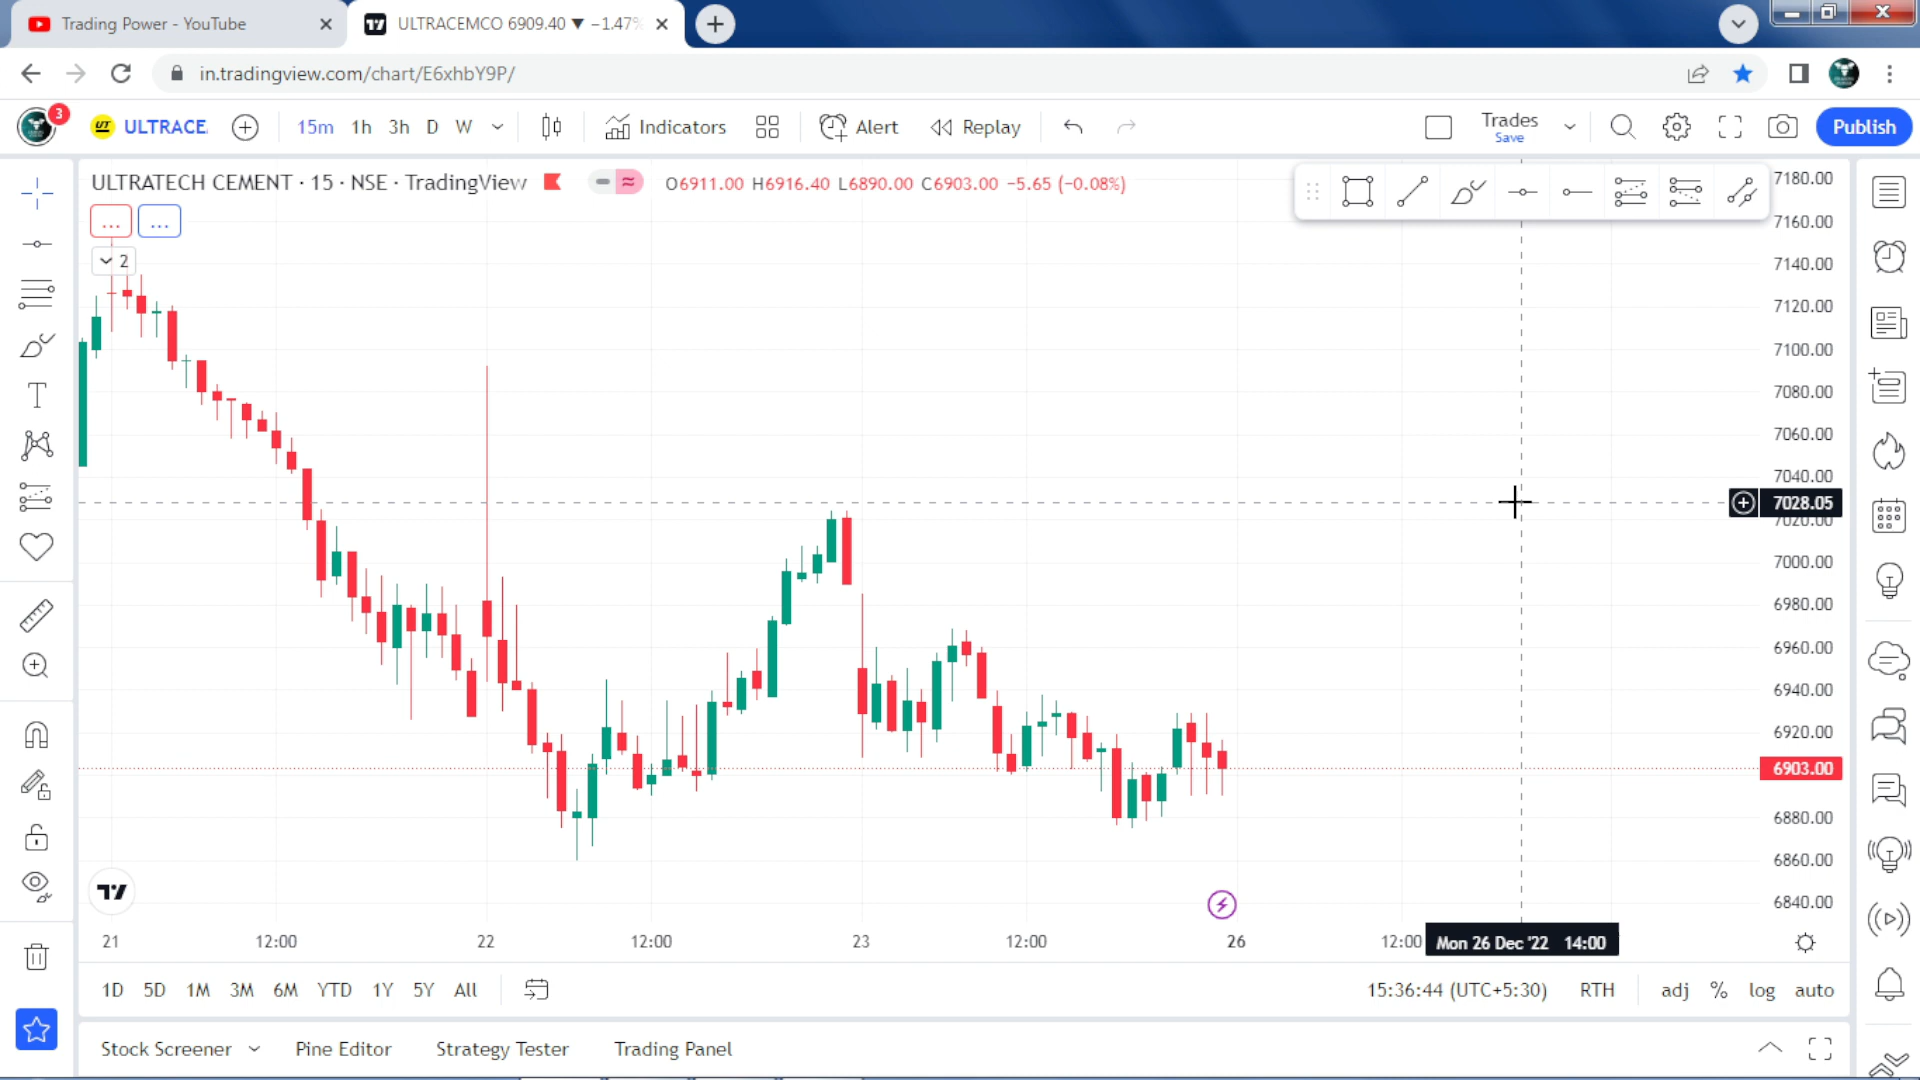 Trading Power - YouTube
ULTRACEMCO 6909.40 ▼ −1.47%
in.tradingview.com/chart/E6xhbY9P/
3
UT
ULTRACE
15m 1h 3h D W
Indicators
Alert
Replay
Trades
Save
Publish
ULTRATECH CEMENT · 15 · NSE · TradingView
O6911.00 H6916.40 L6890.00 C6903.00 −5.65 (−0.08%)
... ...
2
7180.00
7160.00
7140.00
7120.00
7100.00
7080.00
7060.00
7040.00
7028.05
7020.00
7000.00
6980.00
6960.00
6940.00
6920.00
6903.00
6880.00
6860.00
6840.00
21 12:00 22 12:00 23 12:00 26 12:00 Mon 26 Dec '22 14:00
1D 5D 1M 3M 6M YTD 1Y 5Y All
15:36:44 (UTC+5:30) RTH adj % log auto
Stock Screener Pine Editor Strategy Tester Trading Panel